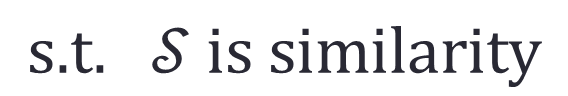 s.t. 𝒮 is similarity